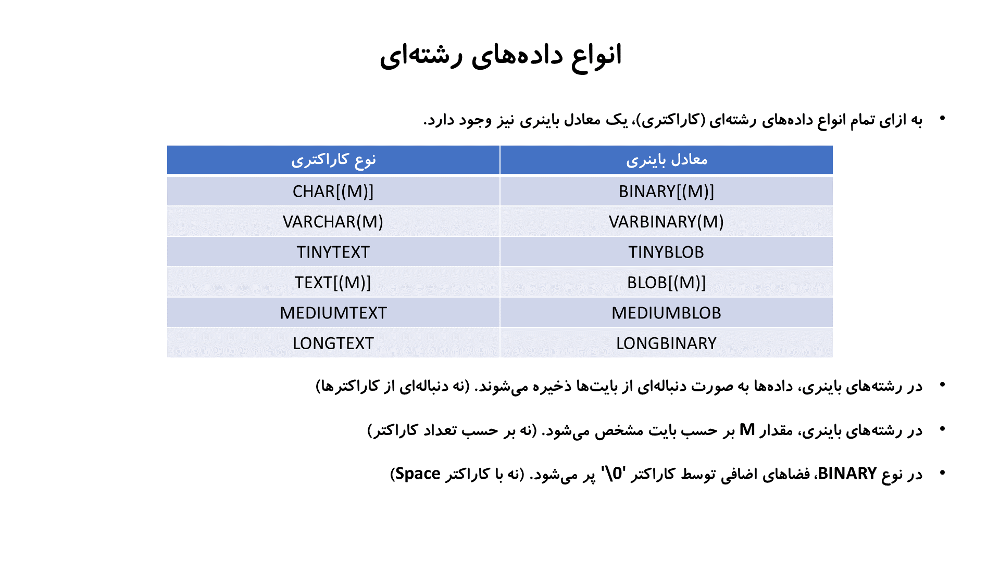 انواع داده‌های رشته‌ای
• به ازای تمام انواع داده‌های رشته‌ای (کاراکتری)، یک معادل باینری نیز وجود دارد.
نوع کاراکتری معادل باینری
CHAR[(M)] BINARY[(M)]
VARCHAR(M) VARBINARY(M)
TINYTEXT TINYBLOB
TEXT[(M)] BLOB[(M)]
MEDIUMTEXT MEDIUMBLOB
LONGTEXT LONGBINARY
• در رشته‌های باینری، داده‌ها به صورت دنباله‌ای از بایت‌ها ذخیره می‌شوند. (نه دنباله‌ای از کاراکترها)
• در رشته‌های باینری، مقدار M بر حسب بایت مشخص می‌شود. (نه بر حسب تعداد کاراکتر)
• در نوع BINARY، فضاهای اضافی توسط کاراکتر '\0' پر می‌شود. (نه با کاراکتر Space)